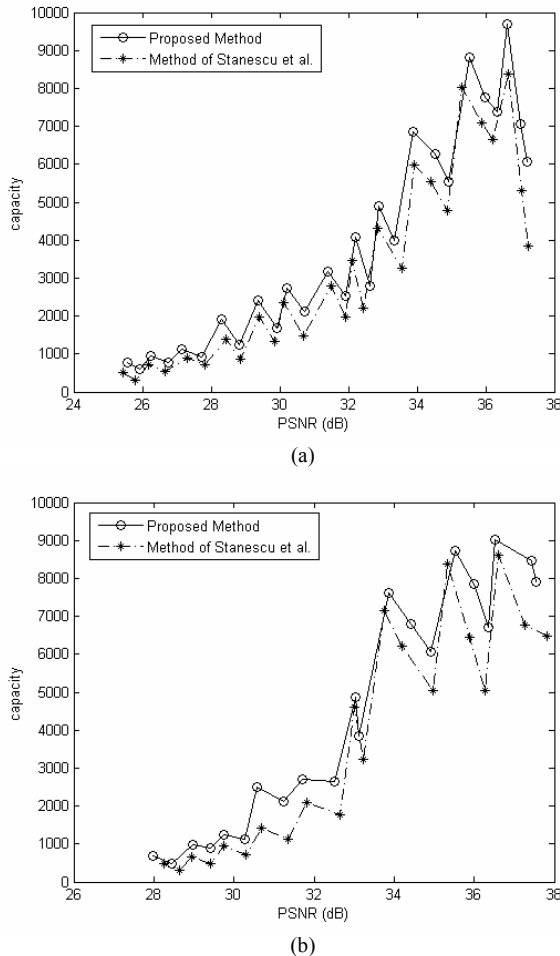 10000
9000
8000
7000
6000
5000
4000
3000
2000
1000
0
capacity
Proposed Method
Method of Stanescu et al.
24 26 28 30 32 34 36 38
PSNR (dB)
(a)
10000
9000
8000
7000
6000
5000
4000
3000
2000
1000
0
capacity
Proposed Method
Method of Stanescu et al.
26 28 30 32 34 36 38
PSNR (dB)
(b)